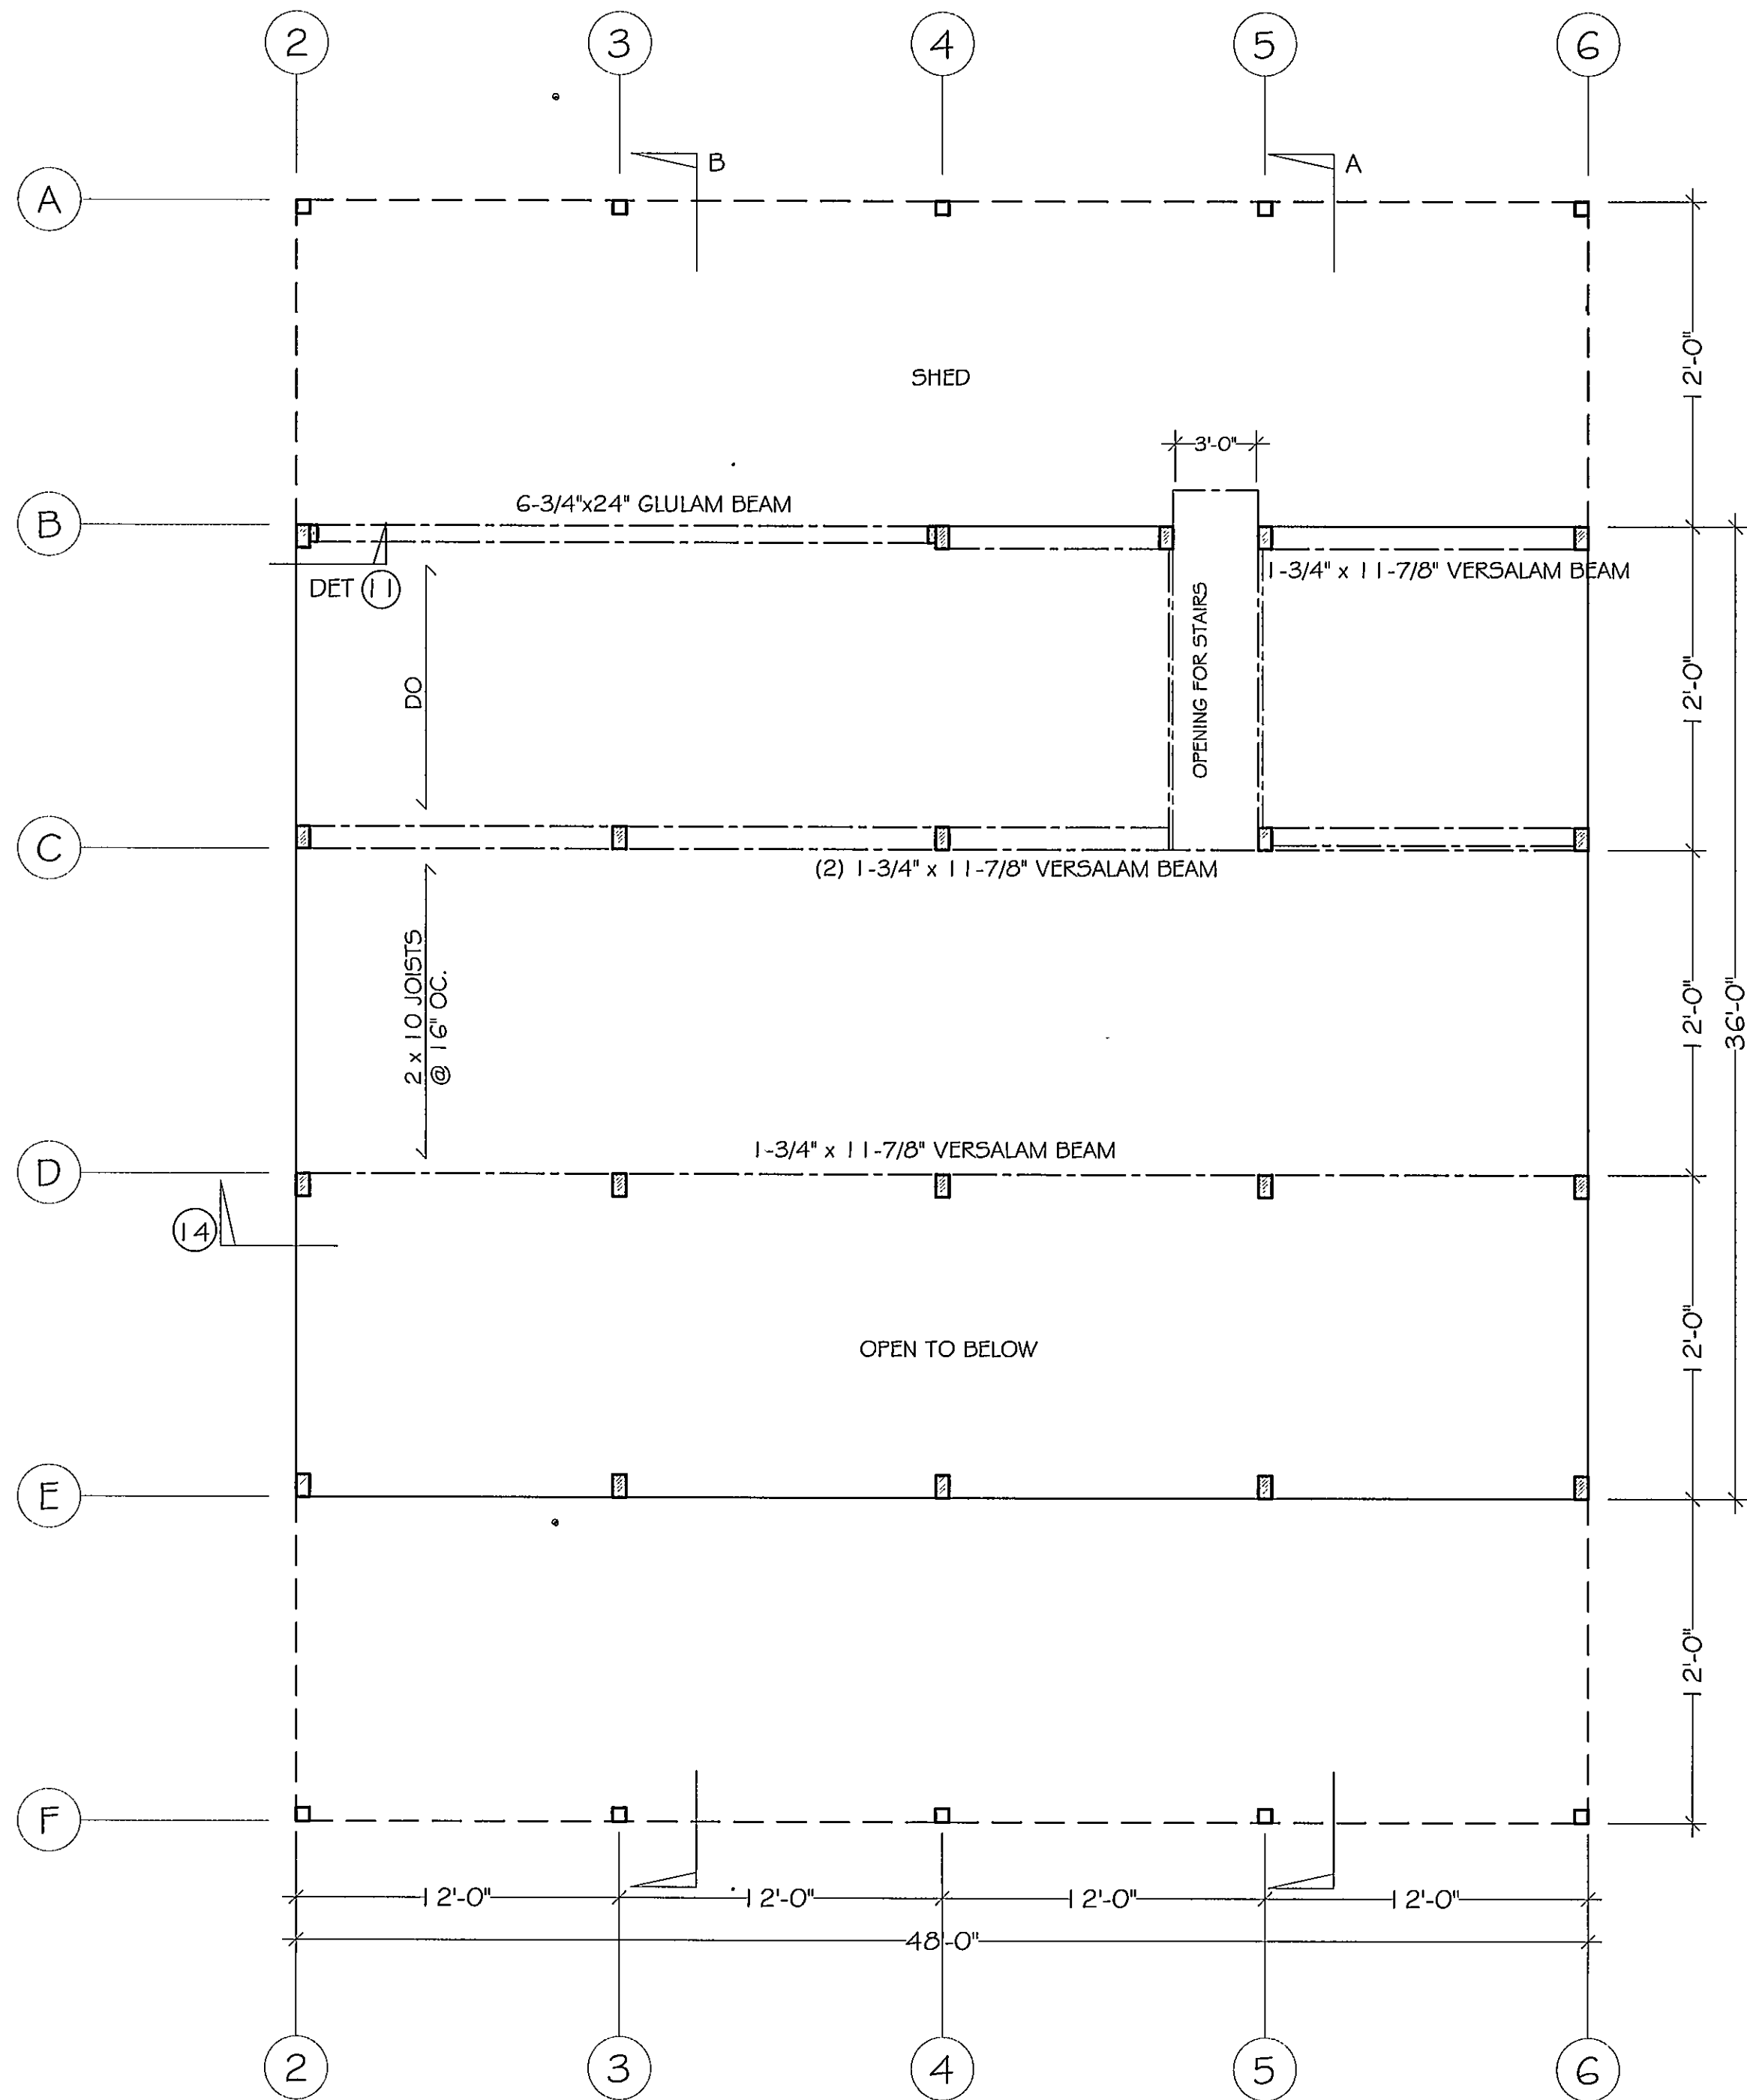 2 3 4 5 6
B A
A
12'-0"
SHED
3'-0"
6-3/4"x24" GLULAM BEAM
B
1-3/4" x 11-7/8" VERSALAM BEAM
DET 11
OPENING FOR STAIRS
DO
12'-0"
C
(2) 1-3/4" x 11-7/8" VERSALAM BEAM
2 x 10 JOISTS
@ 16" OC.
12'-0"
36'-0"
1-3/4" x 11-7/8" VERSALAM BEAM
D
14
12'-0"
OPEN TO BELOW
E
12'-0"
F
12'-0" 12'-0" 12'-0" 12'-0"
48'-0"
2 3 4 5 6